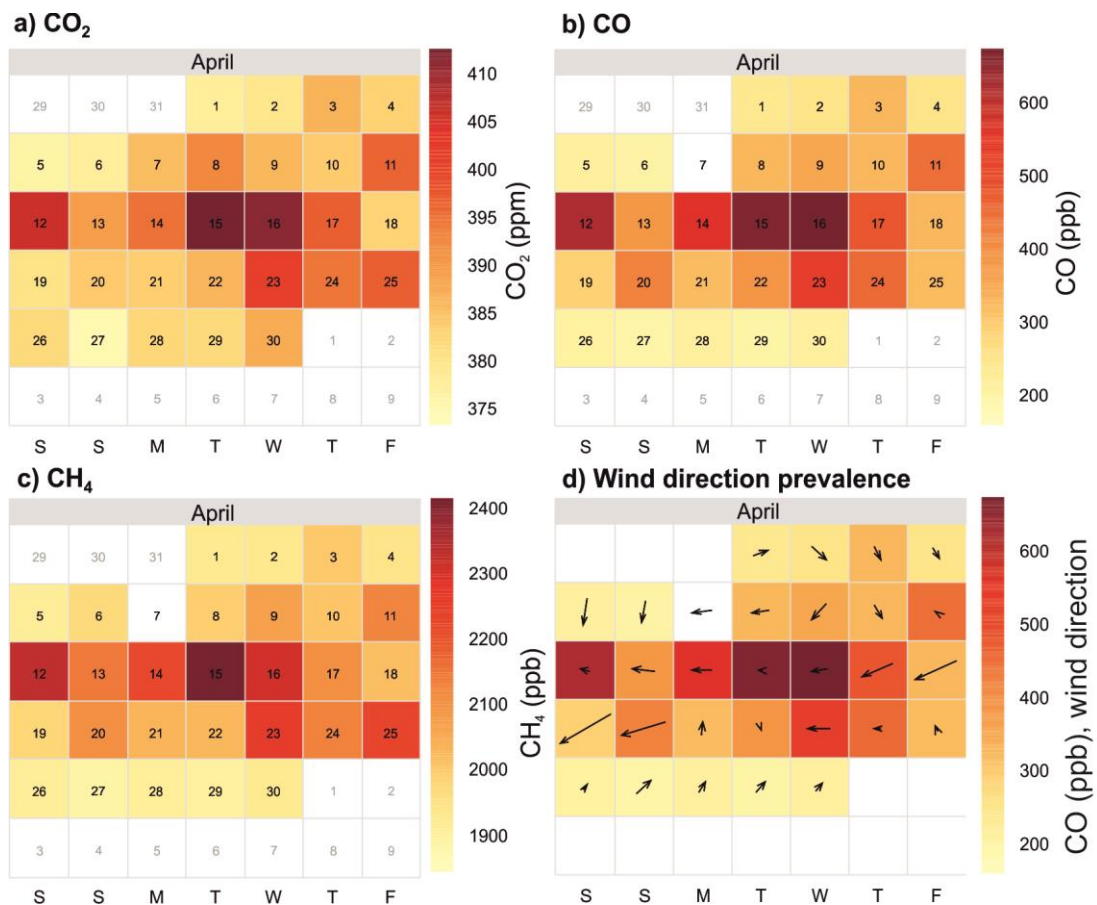 a) CO₂
April
29 30 31 1 2 3 4
5 6 7 8 9 10 11
12 13 14 15 16 17 18
19 20 21 22 23 24 25
26 27 28 29 30 1 2
3 4 5 6 7 8 9
S S M T W T F
410
405
400
395
390
385
380
375
CO₂ (ppm)
b) CO
April
29 30 31 1 2 3 4
5 6 7 8 9 10 11
12 13 14 15 16 17 18
19 20 21 22 23 24 25
26 27 28 29 30 1 2
3 4 5 6 7 8 9
S S M T W T F
600
500
400
300
200
CO (ppb)
c) CH₄
April
29 30 31 1 2 3 4
5 6 7 8 9 10 11
12 13 14 15 16 17 18
19 20 21 22 23 24 25
26 27 28 29 30 1 2
3 4 5 6 7 8 9
S S M T W T F
2400
2300
2200
2100
2000
1900
CH₄ (ppb)
d) Wind direction prevalence
April
S S M T W T F
600
500
400
300
200
CO (ppb), wind direction